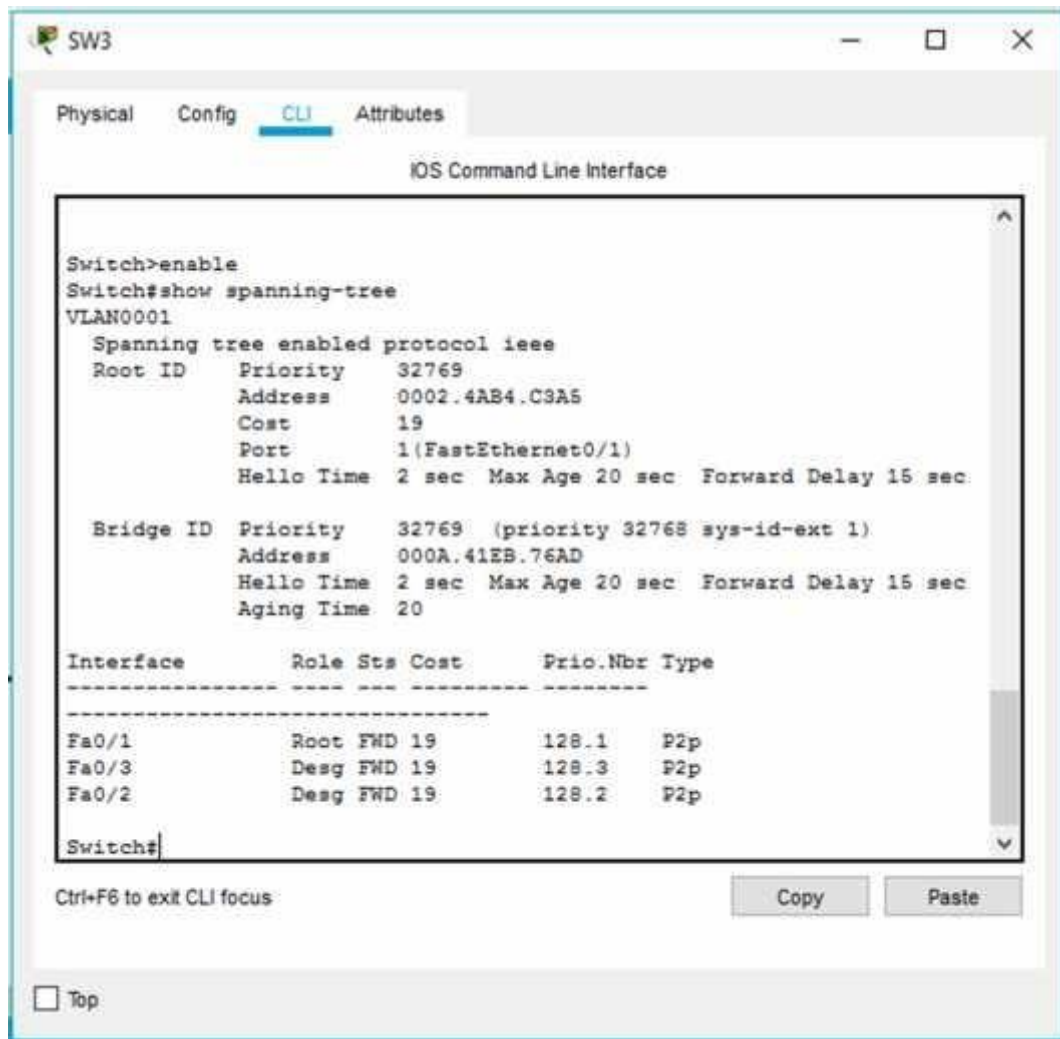 SW3
Physical Config CLI Attributes
IOS Command Line Interface
Switch>enable
Switch#show spanning-tree
VLAN0001
  Spanning tree enabled protocol ieee
  Root ID    Priority    32769
             Address     0002.4AB4.C3A5
             Cost        19
             Port        1(FastEthernet0/1)
             Hello Time  2 sec  Max Age 20 sec  Forward Delay 15 sec
  Bridge ID  Priority    32769  (priority 32768 sys-id-ext 1)
             Address     000A.41EB.76AD
             Hello Time  2 sec  Max Age 20 sec  Forward Delay 15 sec
             Aging Time  20
Interface        Role Sts Cost      Prio.Nbr Type
---------------- ---- --- --------- --------
--------------------------------
Fa0/1            Root FWD 19        128.1    P2p
Fa0/3            Desg FWD 19        128.3    P2p
Fa0/2            Desg FWD 19        128.2    P2p
Switch#
Ctrl+F6 to exit CLI focus
Copy Paste
Top